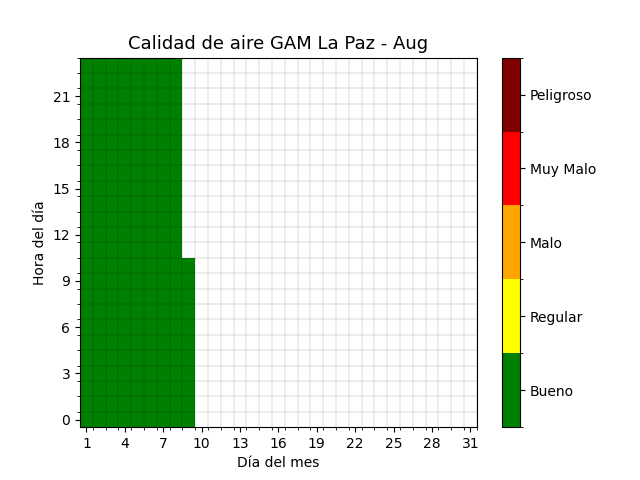 Calidad de aire GAM La Paz - Aug
21
18
15
12
9
6
3
0
Hora del día
1 4 7 10 13 16 19 22 25 28 31
Día del mes
Peligroso
Muy Malo
Malo
Regular
Bueno